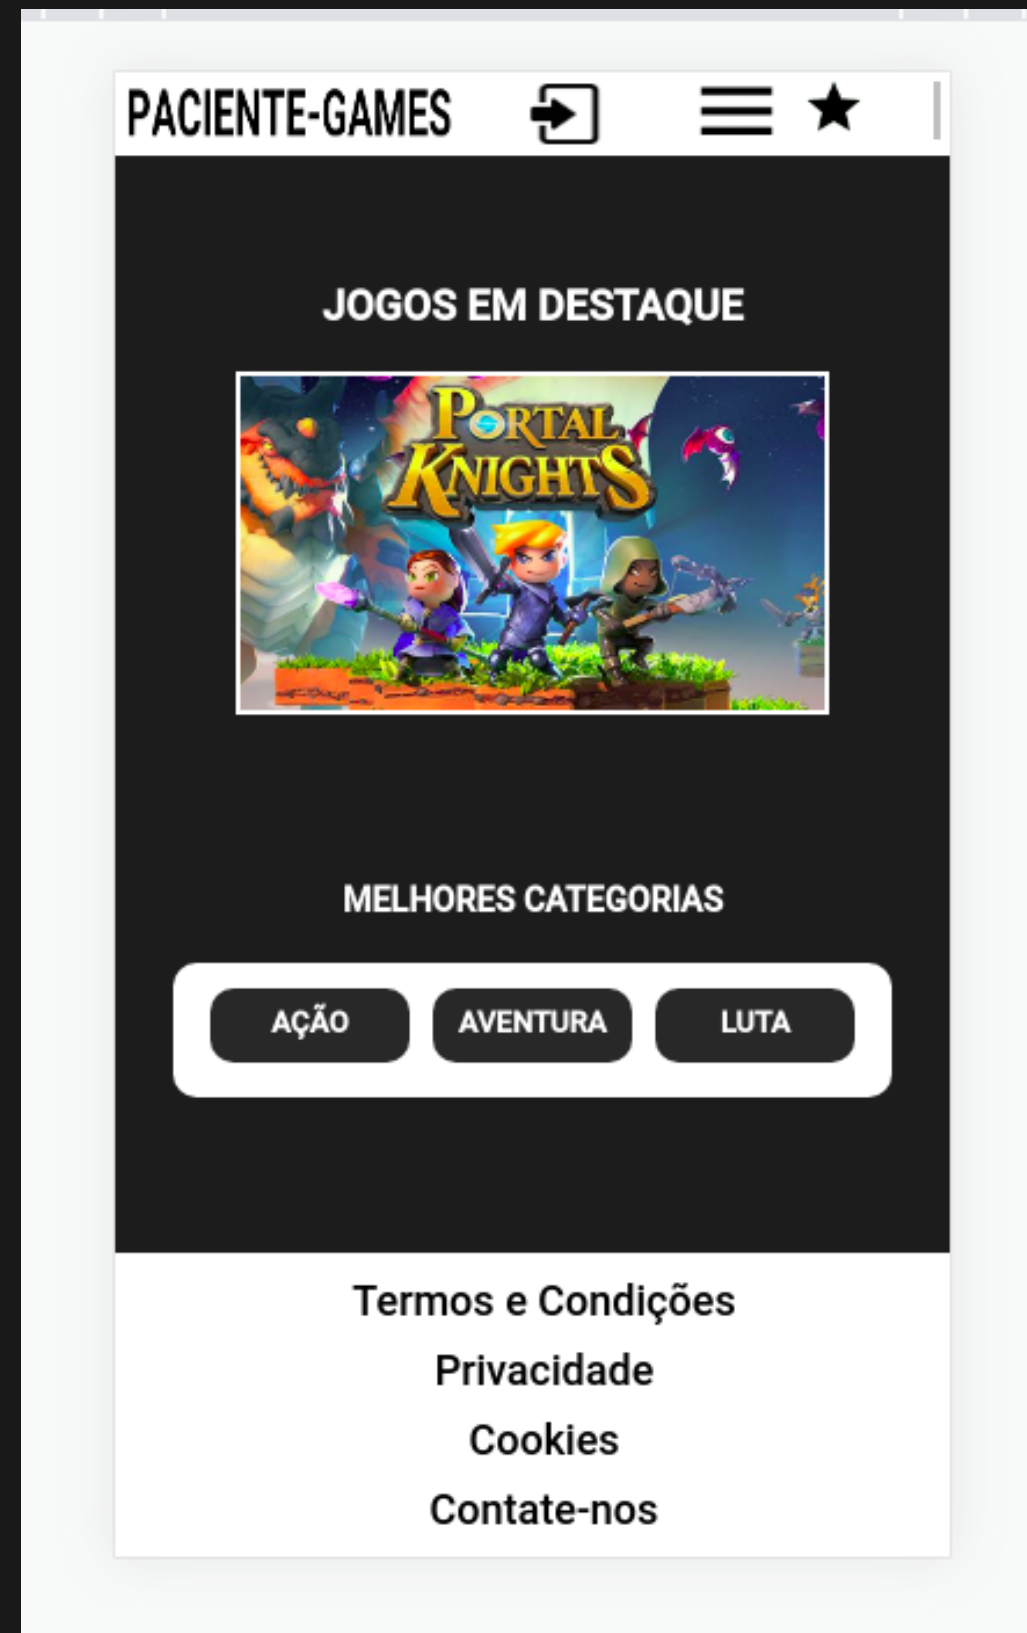 PACIENTE-GAMES
JOGOS EM DESTAQUE
PORTAL
KNIGHTS
MELHORES CATEGORIAS
AÇÃO AVENTURA LUTA
Termos e Condições
Privacidade
Cookies
Contate-nos